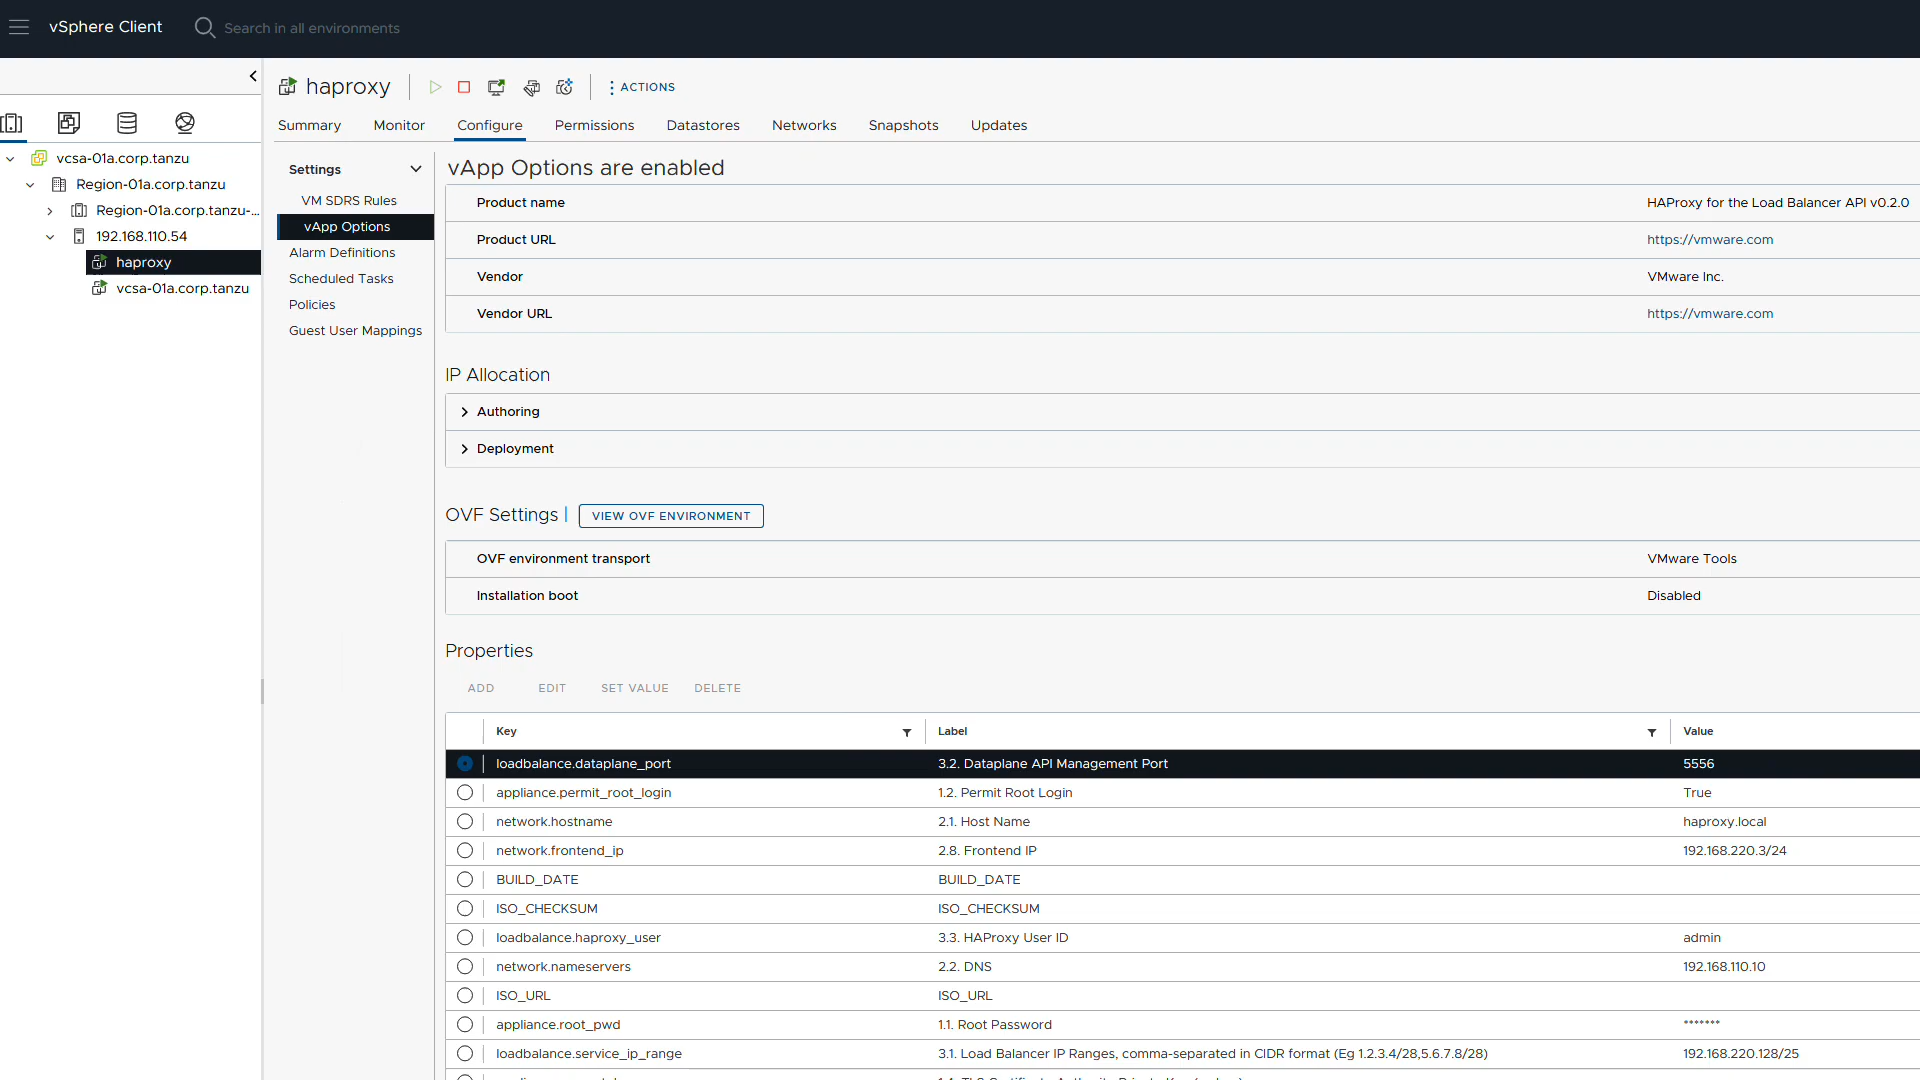 vSphere Client
Search in all environments
haproxy
ACTIONS
Summary Monitor Configure Permissions Datastores Networks Snapshots Updates
vcsa-01a.corp.tanzu
Region-01a.corp.tanzu
Region-01a.corp.tanzu-...
192.168.110.54
haproxy
vcsa-01a.corp.tanzu
Settings
VM SDRS Rules
vApp Options
Alarm Definitions
Scheduled Tasks
Policies
Guest User Mappings
vApp Options are enabled
Product name HAProxy for the Load Balancer API v0.2.0
Product URL https://vmware.com
Vendor VMware Inc.
Vendor URL https://vmware.com
IP Allocation
Authoring
Deployment
OVF Settings | VIEW OVF ENVIRONMENT
OVF environment transport VMware Tools
Installation boot Disabled
Properties
ADD EDIT SET VALUE DELETE
Key Label Value
loadbalance.dataplane_port 3.2. Dataplane API Management Port 5556
appliance.permit_root_login 1.2. Permit Root Login True
network.hostname 2.1. Host Name haproxy.local
network.frontend_ip 2.8. Frontend IP 192.168.220.3/24
BUILD_DATE BUILD_DATE
ISO_CHECKSUM ISO_CHECKSUM
loadbalance.haproxy_user 3.3. HAProxy User ID admin
network.nameservers 2.2. DNS 192.168.110.10
ISO_URL ISO_URL
appliance.root_pwd 1.1. Root Password *******
loadbalance.service_ip_range 3.1. Load Balancer IP Ranges, comma-separated in CIDR format (Eg 1.2.3.4/28,5.6.7.8/28) 192.168.220.128/25